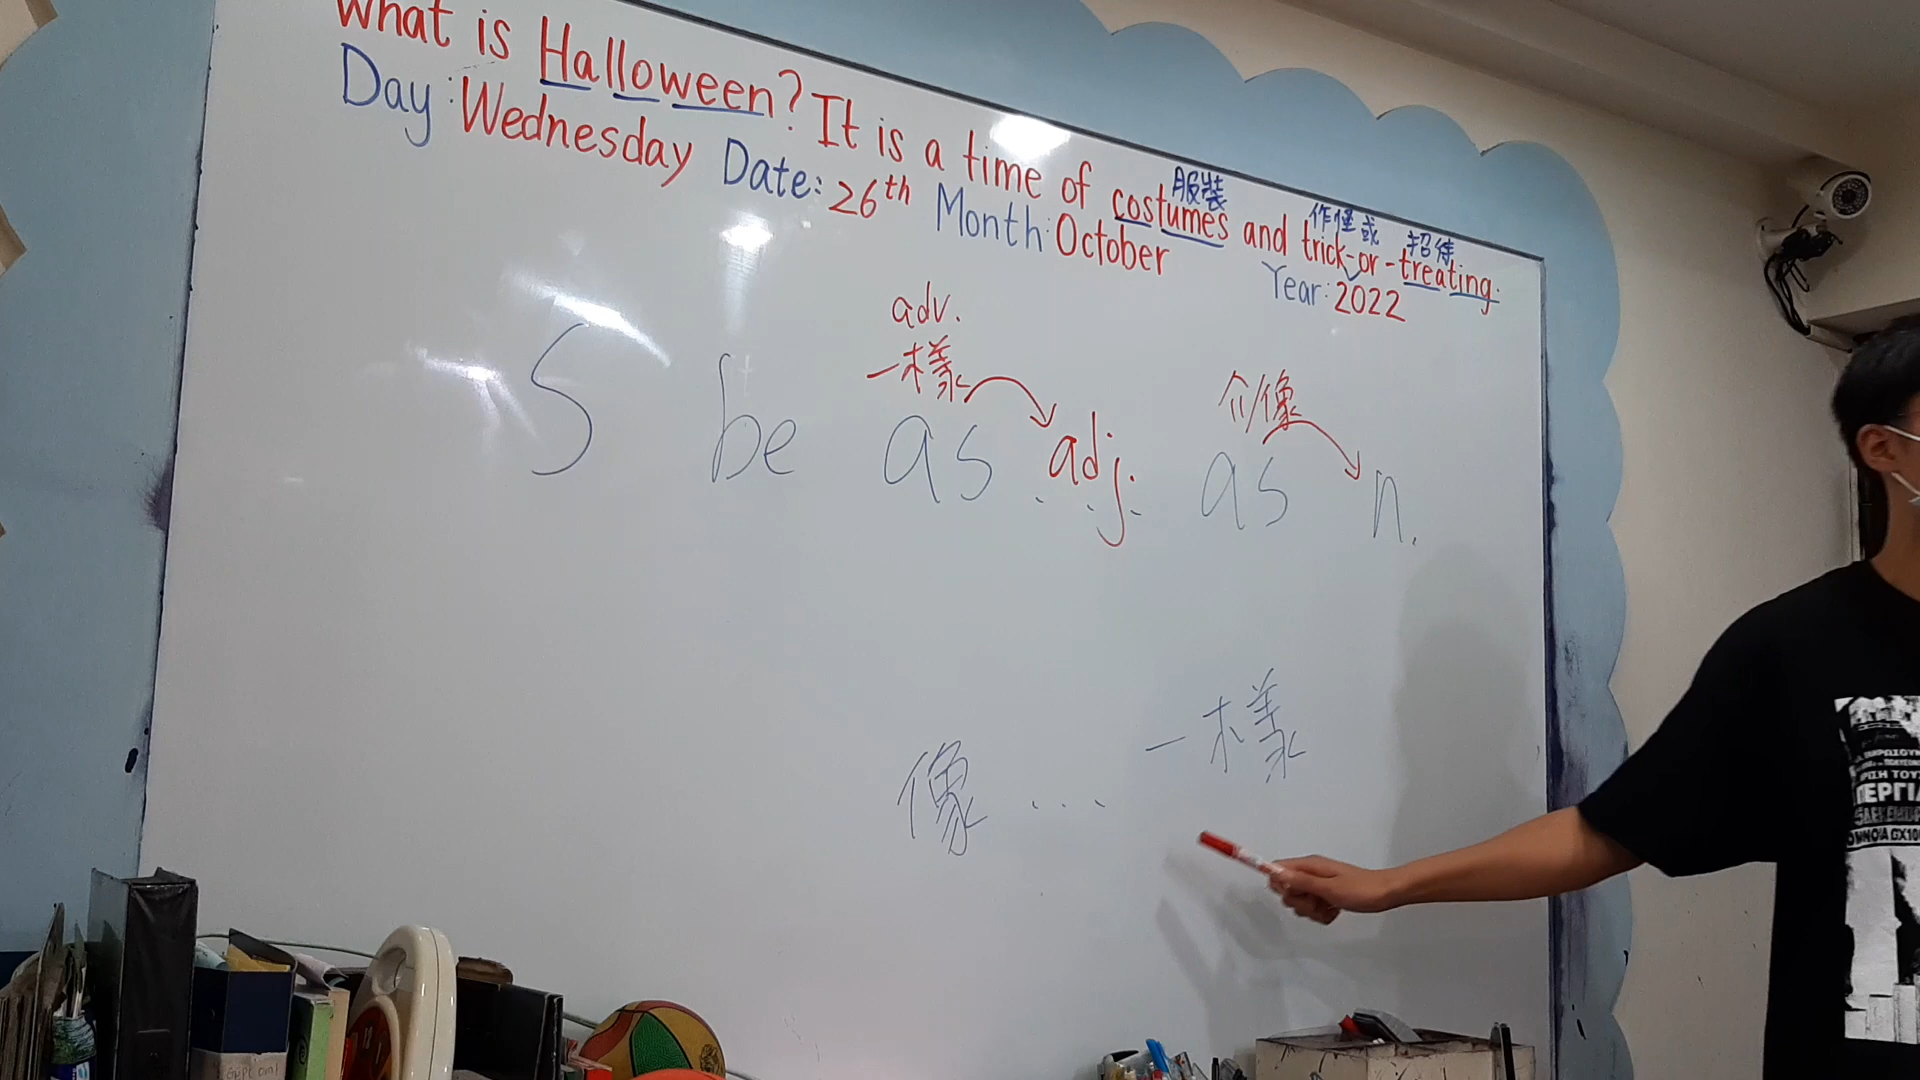 What is Halloween? It is a time of costumes and trick-or-treating.
服裝
作僅或 招待
Day: Wednesday Date: 26th Month: October Year: 2022
adv.
一樣
介/像
S be as adj. as n.
像 ... 一樣